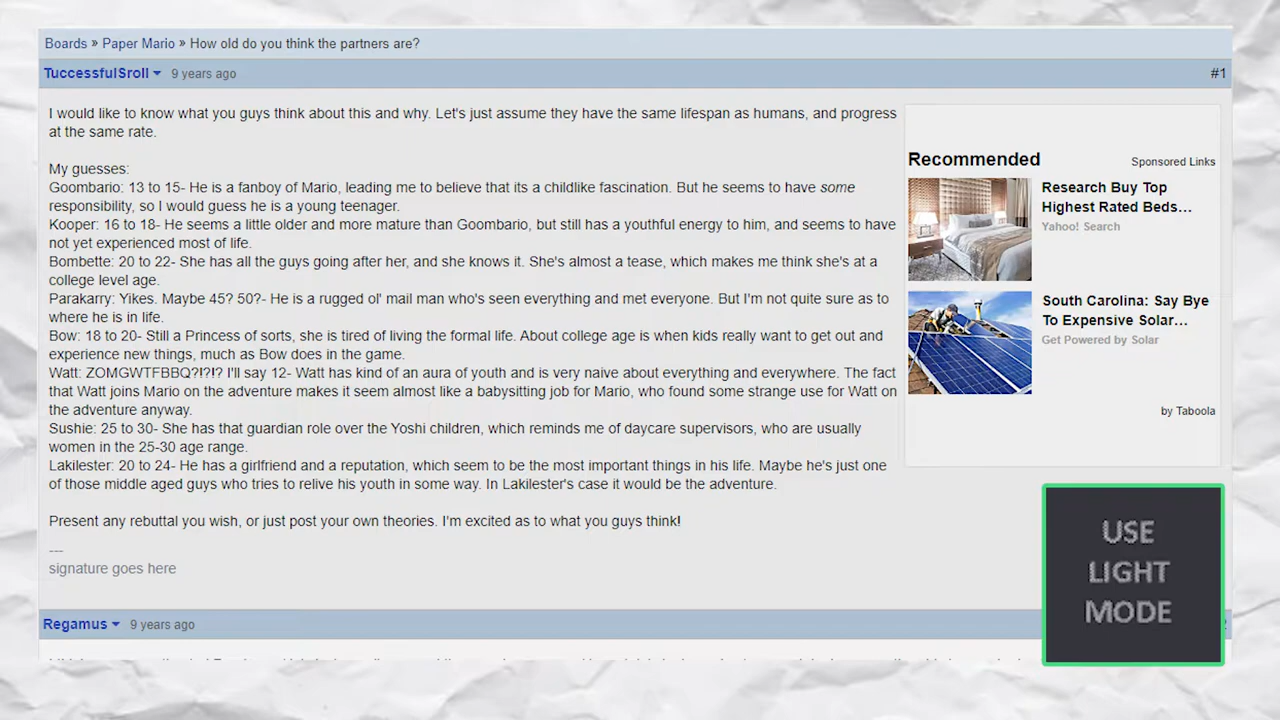 Boards » Paper Mario » How old do you think the partners are?
TuccessfulSroll 9 years ago #1
I would like to know what you guys think about this and why. Let's just assume they have the same lifespan as humans, and progress
at the same rate.
My guesses:
Goombario: 13 to 15- He is a fanboy of Mario, leading me to believe that its a childlike fascination. But he seems to have some
responsibility, so I would guess he is a young teenager.
Kooper: 16 to 18- He seems a little older and more mature than Goombario, but still has a youthful energy to him, and seems to have
not yet experienced most of life.
Bombette: 20 to 22- She has all the guys going after her, and she knows it. She's almost a tease, which makes me think she's at a
college level age.
Parakarry: Yikes. Maybe 45? 50?- He is a rugged ol' mail man who's seen everything and met everyone. But I'm not quite sure as to
where he is in life.
Bow: 18 to 20- Still a Princess of sorts, she is tired of living the formal life. About college age is when kids really want to get out and
experience new things, much as Bow does in the game.
Watt: ZOMGWTFBBQ?!?!? I'll say 12- Watt has kind of an aura of youth and is very naive about everything and everywhere. The fact
that Watt joins Mario on the adventure makes it seem almost like a babysitting job for Mario, who found some strange use for Watt on
the adventure anyway.
Sushie: 25 to 30- She has that guardian role over the Yoshi children, which reminds me of daycare supervisors, who are usually
women in the 25-30 age range.
Lakilester: 20 to 24- He has a girlfriend and a reputation, which seem to be the most important things in his life. Maybe he's just one
of those middle aged guys who tries to relive his youth in some way. In Lakilester's case it would be the adventure.
Present any rebuttal you wish, or just post your own theories. I'm excited as to what you guys think!
---
signature goes here
Recommended Sponsored Links
Research Buy Top
Highest Rated Beds...
Yahoo! Search
South Carolina: Say Bye
To Expensive Solar...
Get Powered by Solar
by Taboola
USE
LIGHT
MODE
Regamus 9 years ago